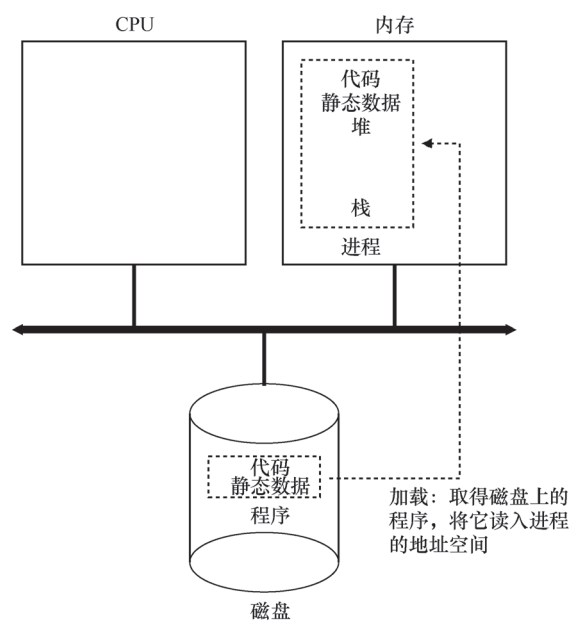 CPU
内存
代码
静态数据
堆
栈
进程
代码
静态数据
程序
加载：取得磁盘上的
程序，将它读入进程
的地址空间
磁盘